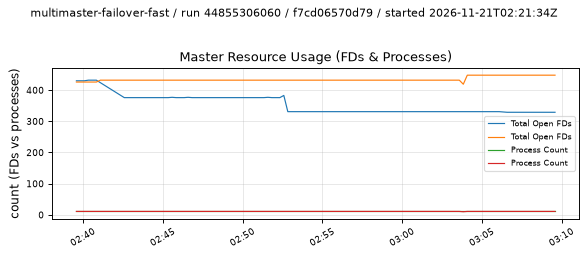 multimaster-failover-fast / run 44855306060 / f7cd06570d79 / started 2026-11-21T02:21:34Z
Master Resource Usage (FDs & Processes)
count (FDs vs processes)
400
300
200
100
0
Total Open FDs
Total Open FDs
Process Count
Process Count
02:40
02:45
02:50
02:55
03:00
03:05
03:10